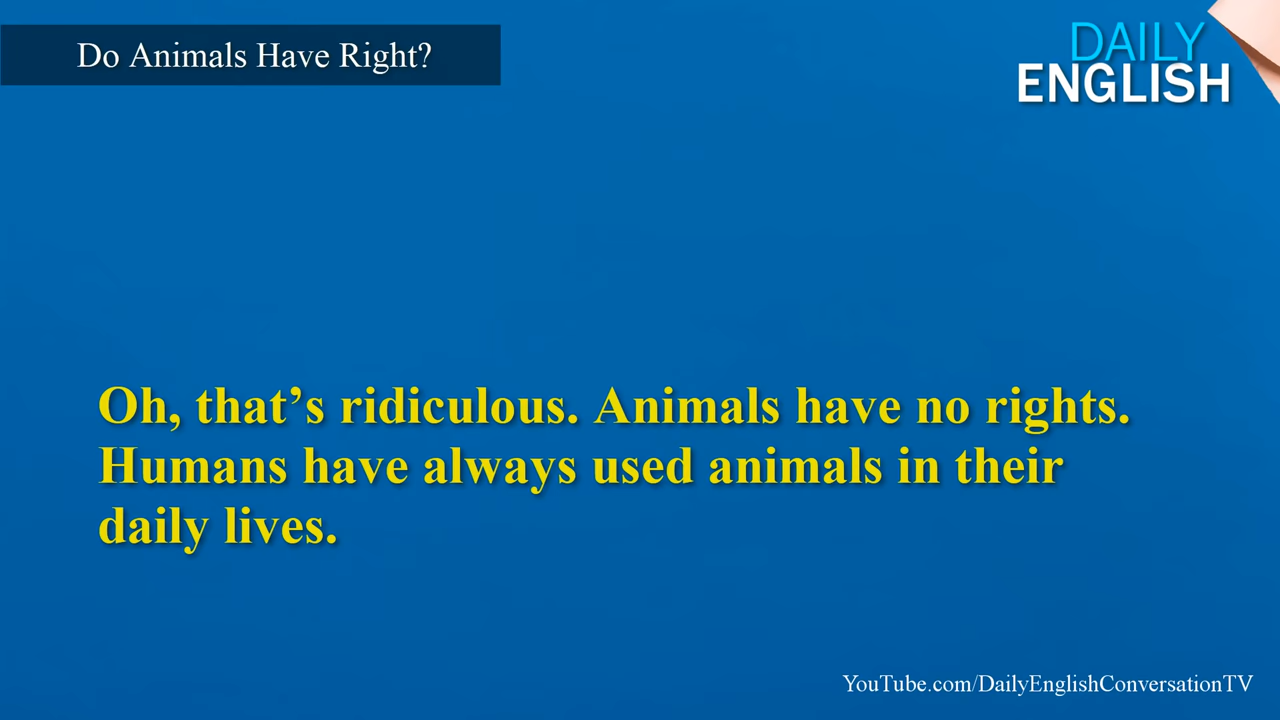 Do Animals Have Right?
DAILY
ENGLISH
Oh, that’s ridiculous. Animals have no rights.
Humans have always used animals in their
daily lives.
YouTube.com/DailyEnglishConversationTV